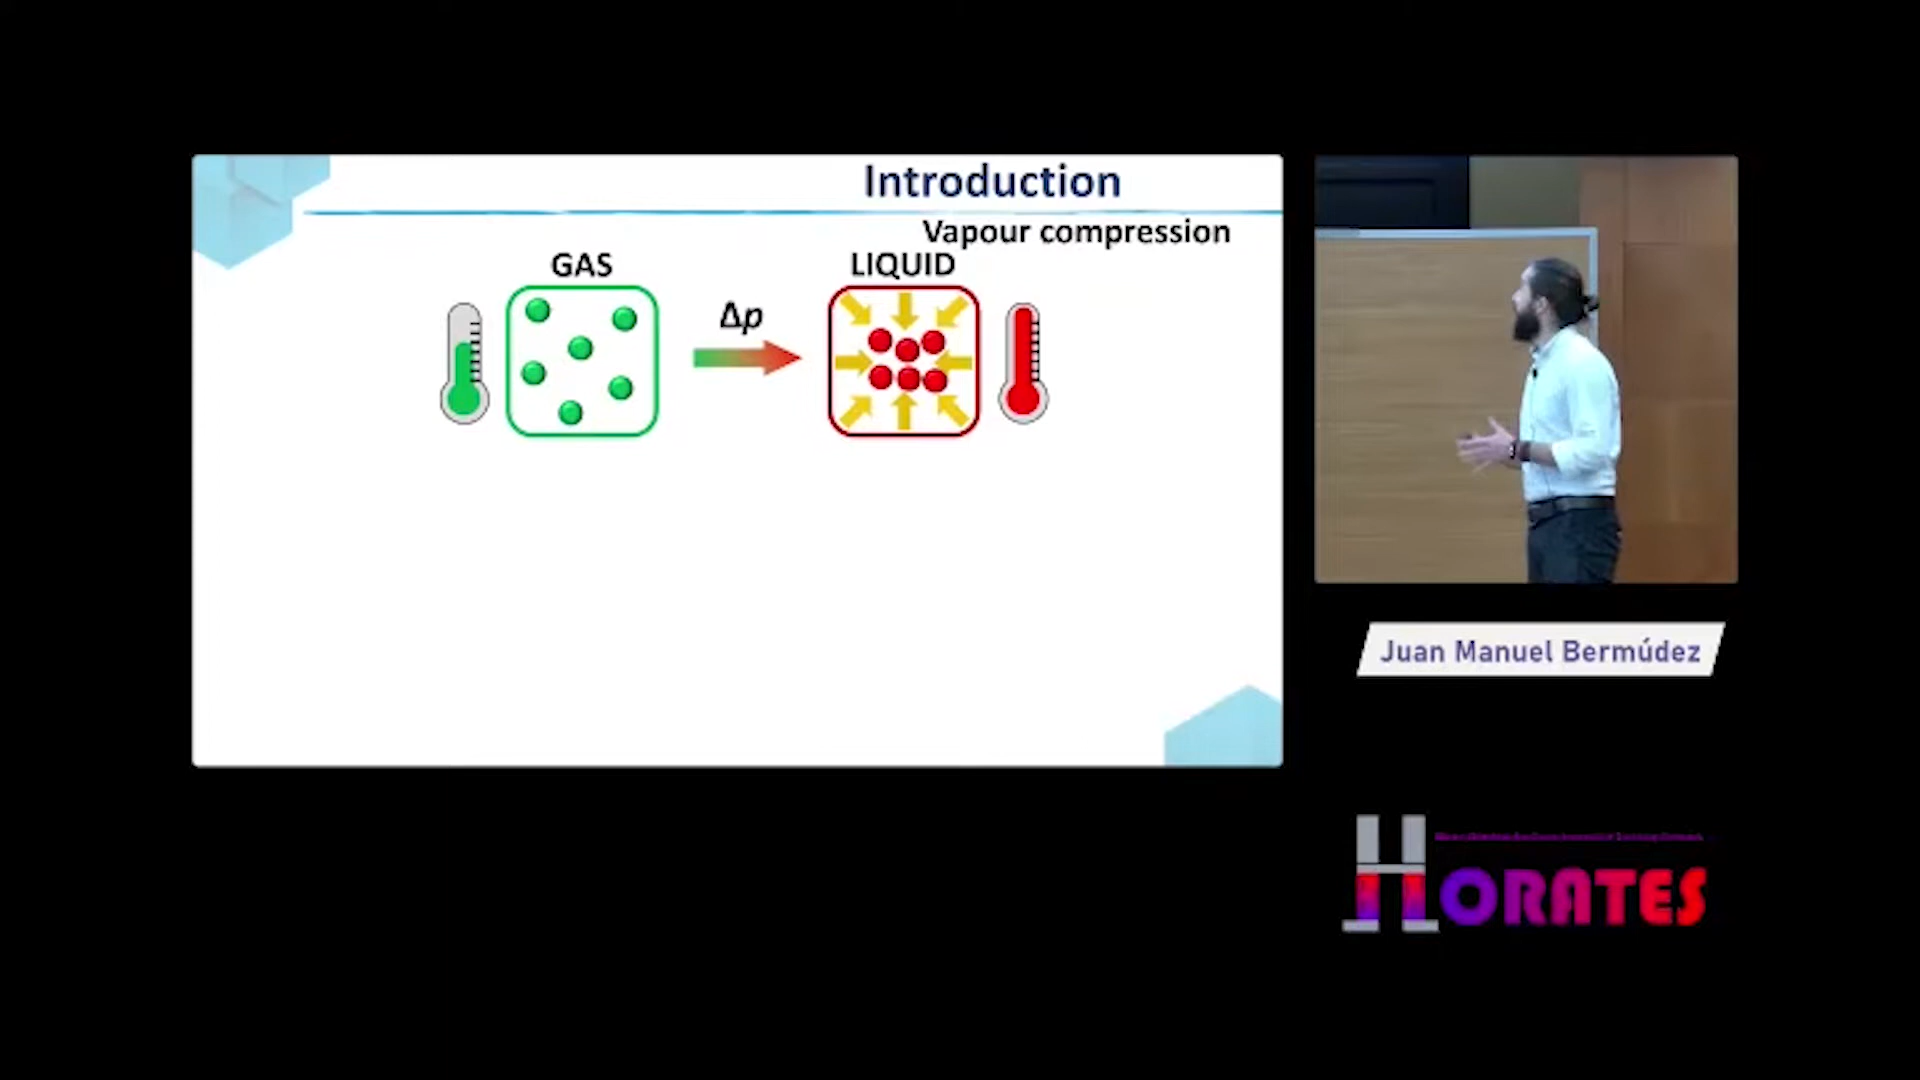 Introduction
Vapour compression
GAS
LIQUID
Δp
Juan Manuel Bermúdez
HORATES